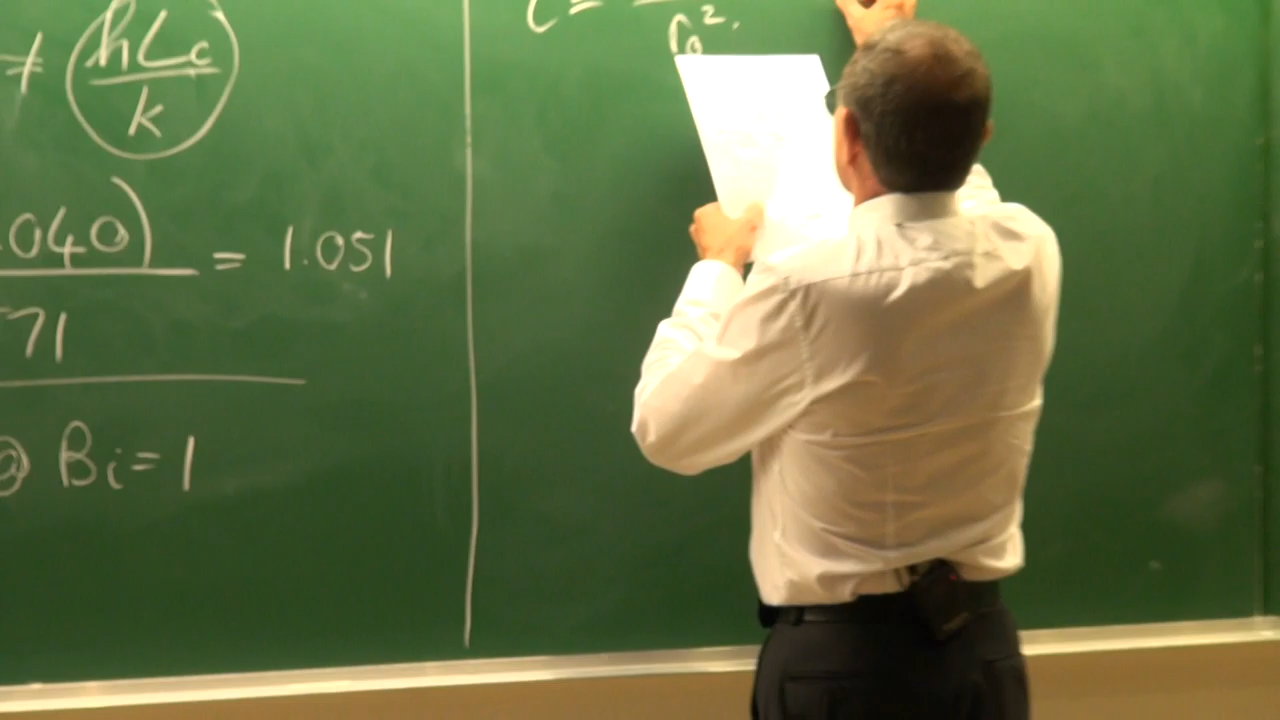 ≠ hLc
k
.040) = 1.051
71
@ Bi=1
τ =
r₀².